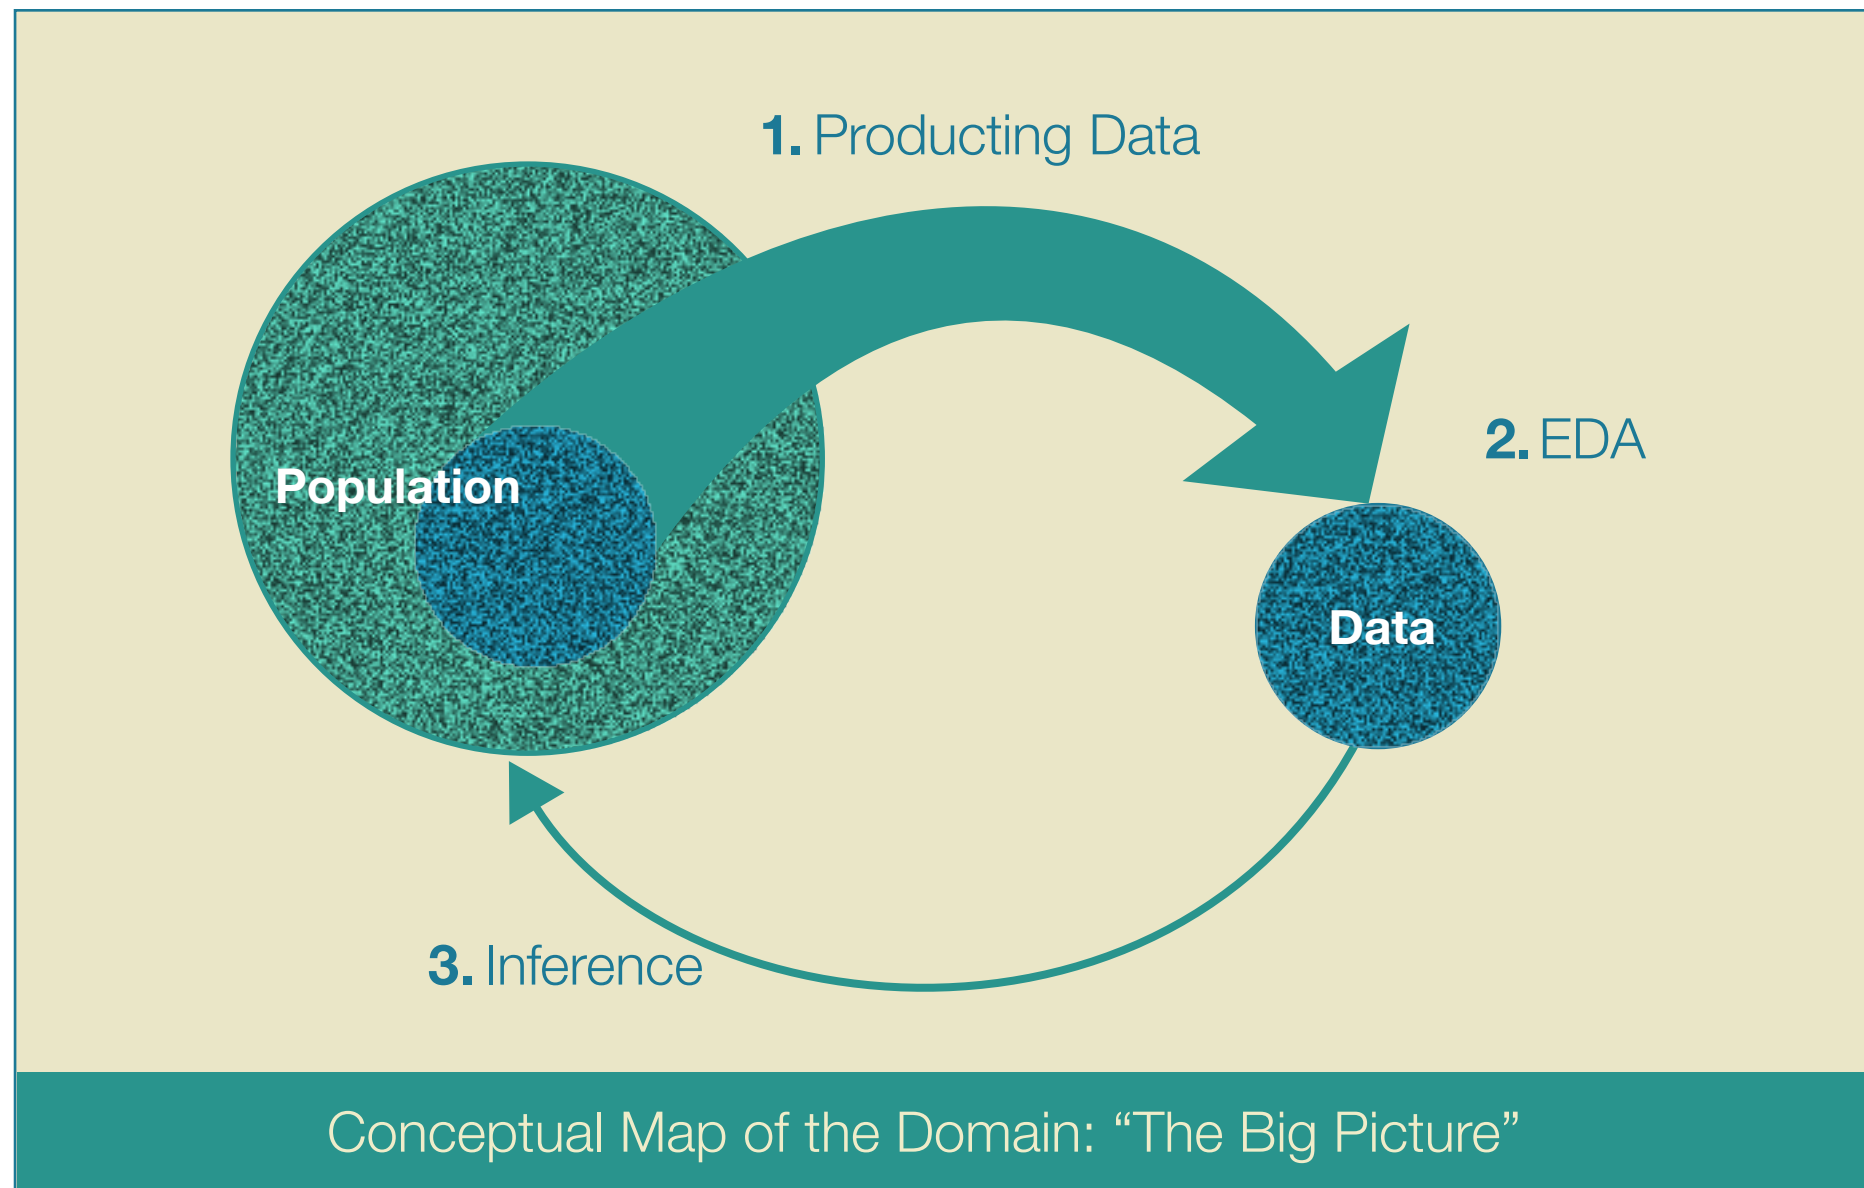 1. Producting Data
2. EDA
Population
Data
3. Inference
Conceptual Map of the Domain: “The Big Picture”